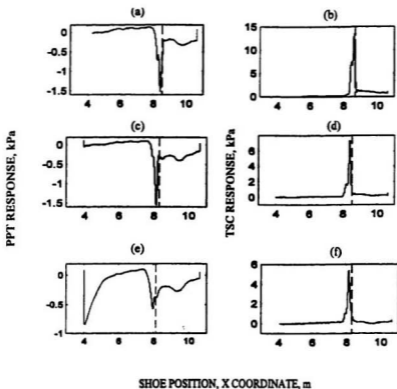 (a) (b)
0 -0.5 -1 -1.5
15 10 5 0
4 6 8 10
4 6 8 10
(c) (d)
0 -0.5 -1 -1.5
6 4 2 0
4 6 8 10
4 6 8 10
(e) (f)
0 -0.5 -1
6 4 2 0
4 6 8 10
4 6 8 10
PPT RESPONSE, kPa
TSC RESPONSE, kPa
SHOE POSITION, X COORDINATE, m